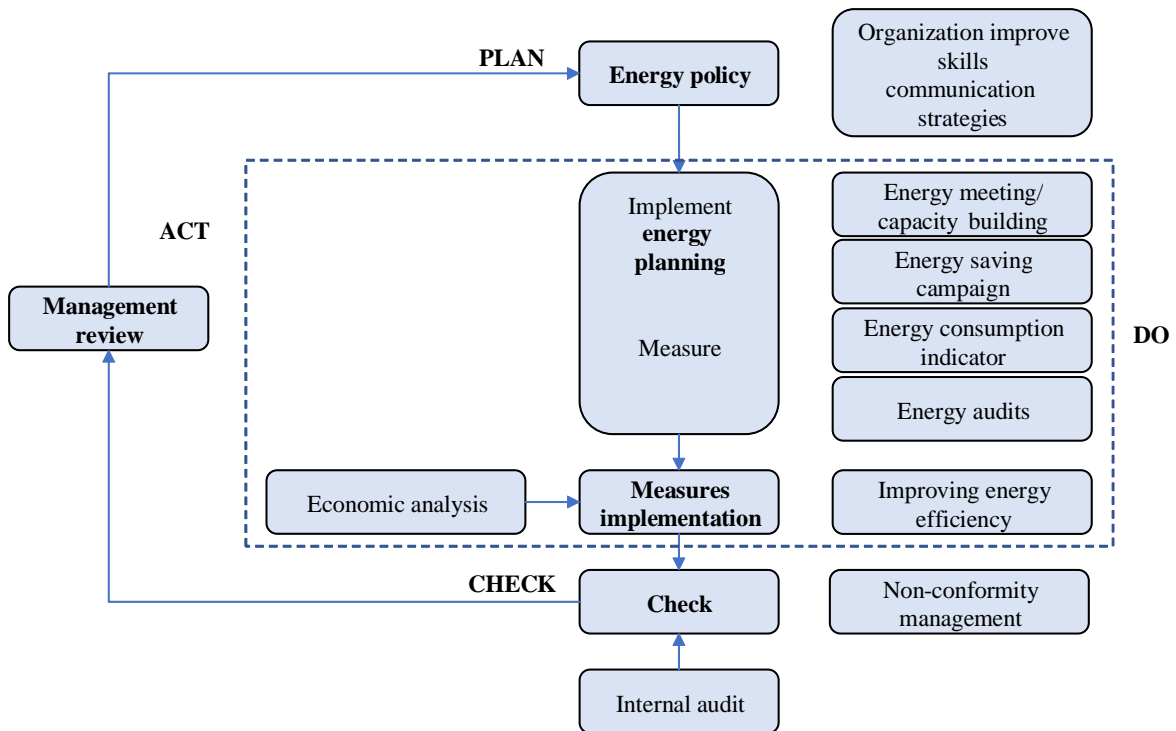 PLAN
Energy policy
Organization improve
skills
communication
strategies
ACT
Implement
energy
planning
Measure
Energy meeting/
capacity building
Energy saving
campaign
Energy consumption
indicator
Energy audits
DO
Management
review
Economic analysis
Measures
implementation
Improving energy
efficiency
CHECK
Check
Non-conformity
management
Internal audit